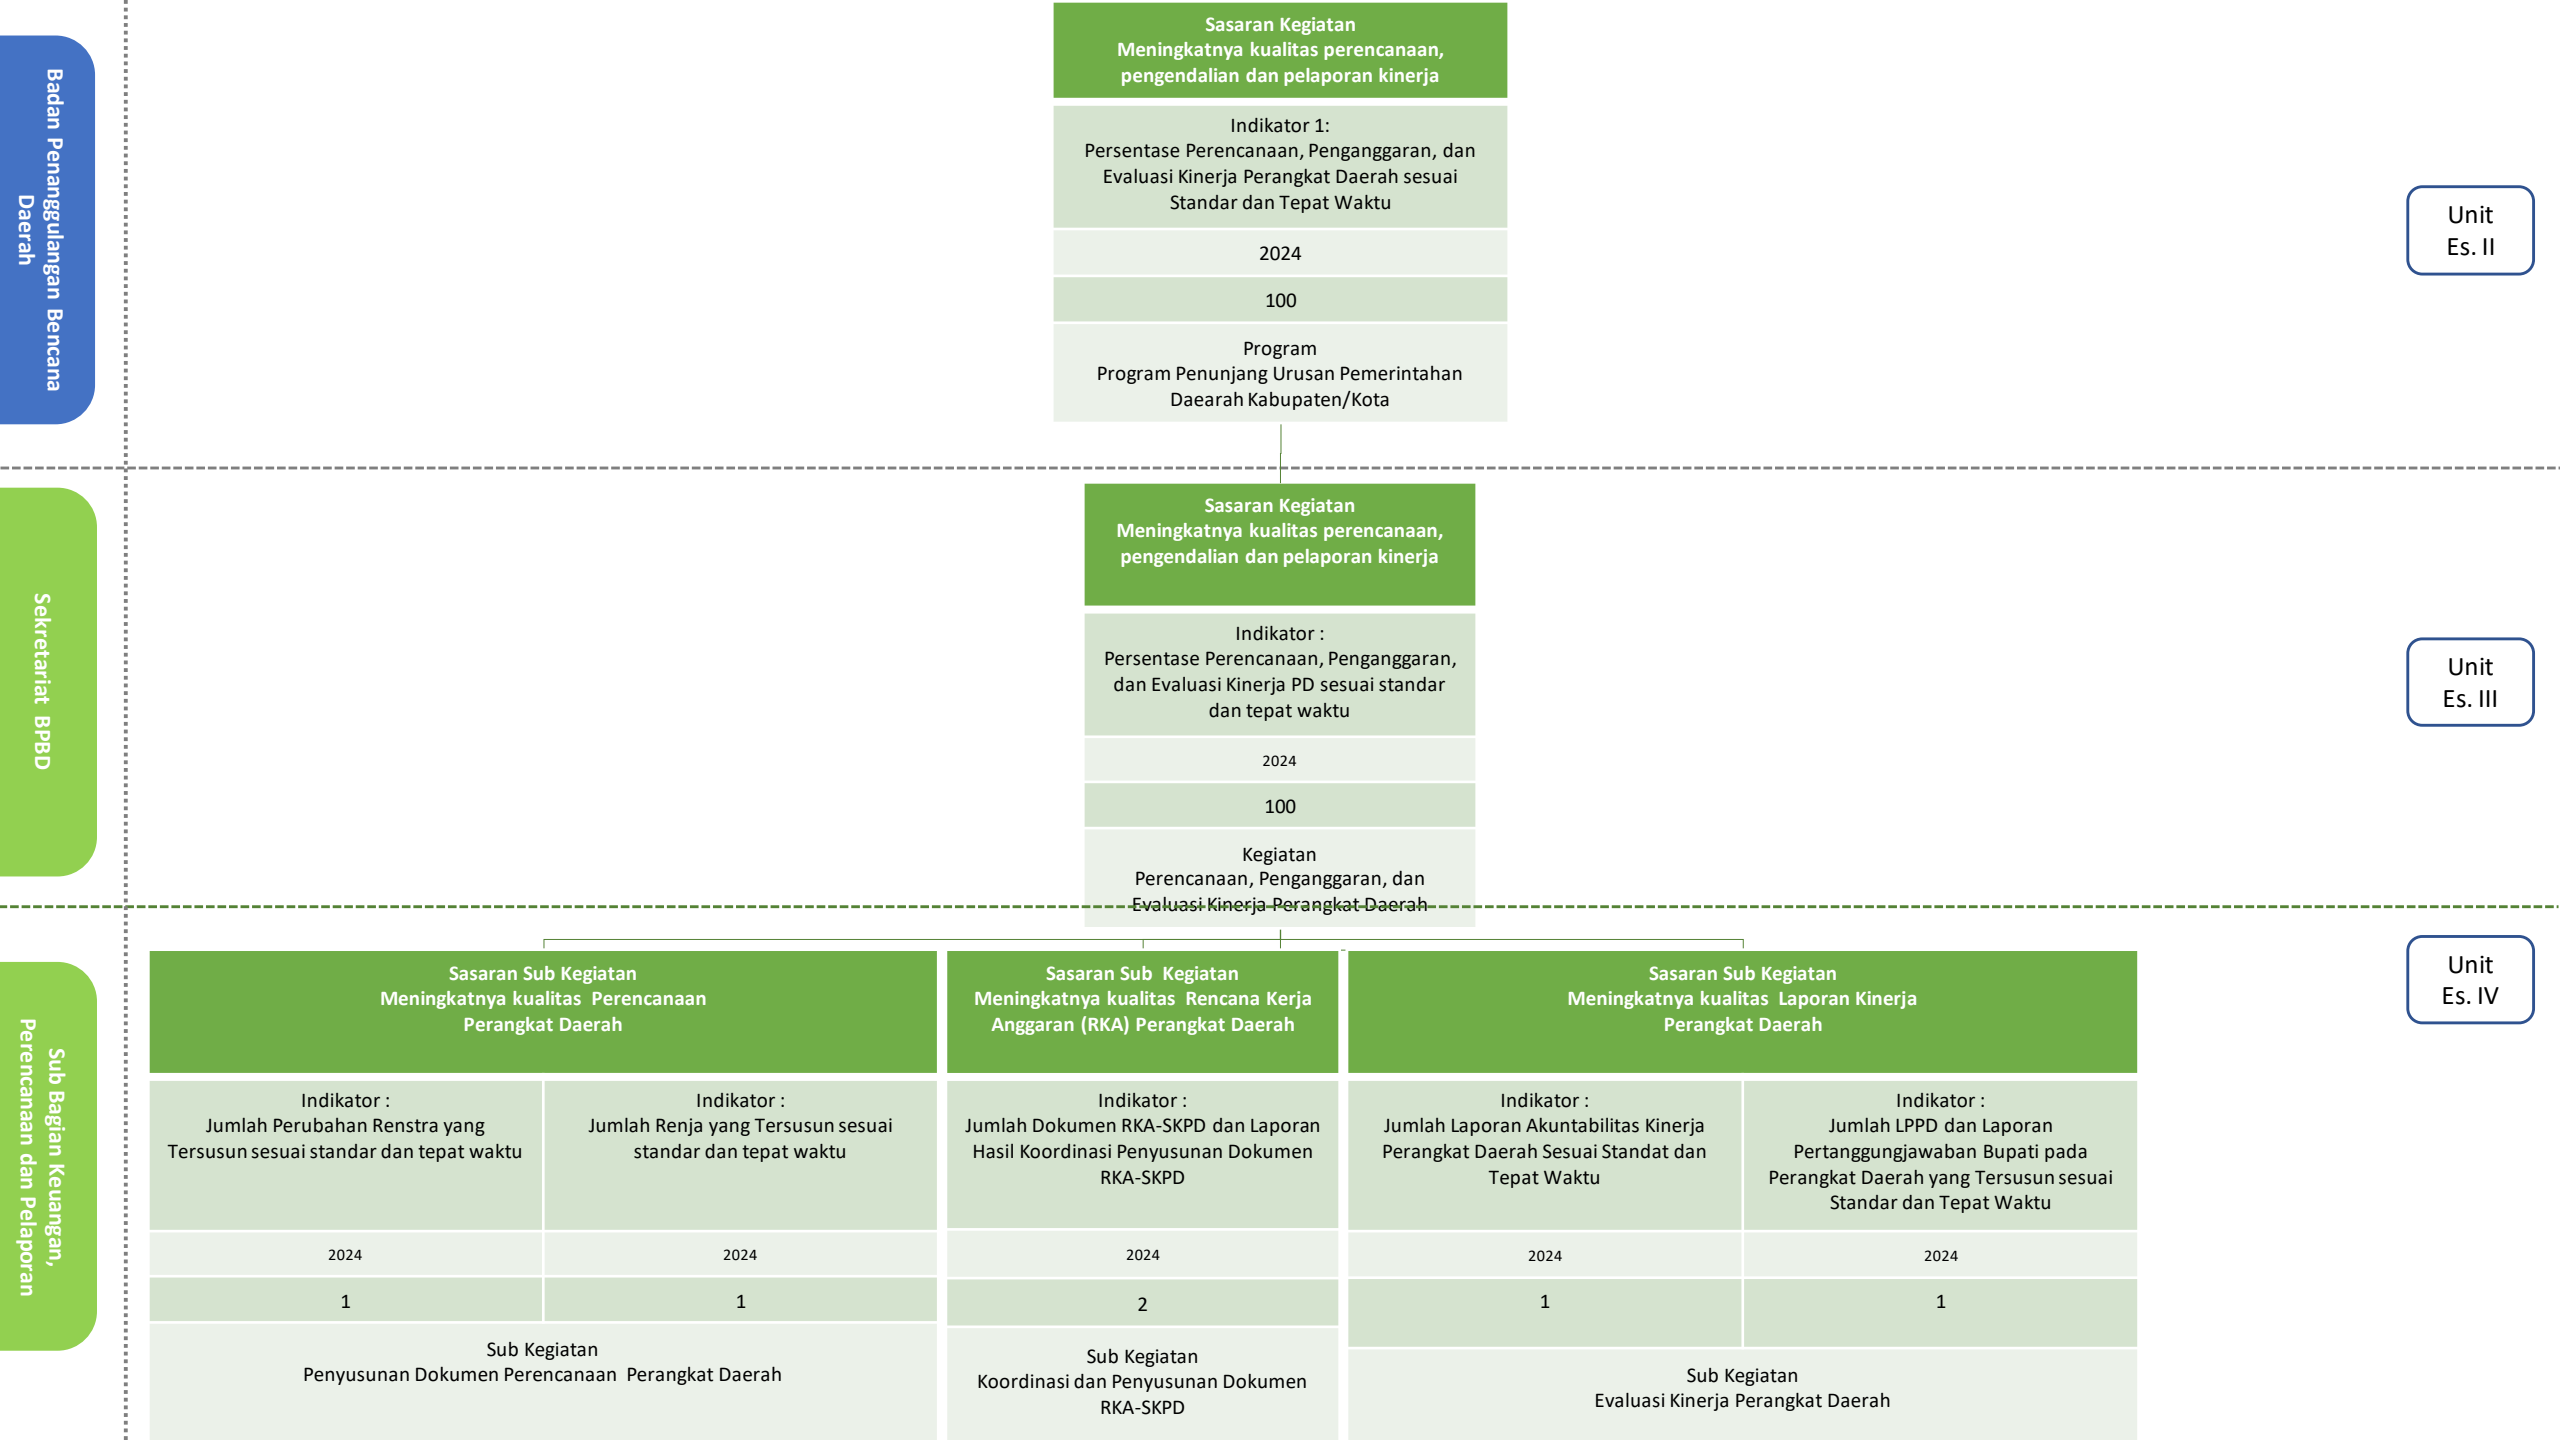 Badan Penanggulangan Bencana
Daerah
Sasaran Kegiatan
Meningkatnya kualitas perencanaan,
pengendalian dan pelaporan kinerja
Indikator 1:
Persentase Perencanaan, Penganggaran, dan
Evaluasi Kinerja Perangkat Daerah sesuai
Standar dan Tepat Waktu
2024
100
Program
Program Penunjang Urusan Pemerintahan
Daearah Kabupaten/Kota
Unit
Es. II
Sekretariat BPBD
Sasaran Kegiatan
Meningkatnya kualitas perencanaan,
pengendalian dan pelaporan kinerja
Indikator :
Persentase Perencanaan, Penganggaran,
dan Evaluasi Kinerja PD sesuai standar
dan tepat waktu
2024
100
Kegiatan
Perencanaan, Penganggaran, dan
Evaluasi Kinerja Perangkat Daerah
Unit
Es. III
Sub Bagian Keuangan,
Perencanaan dan Pelaporan
Sasaran Sub Kegiatan
Meningkatnya kualitas Perencanaan
Perangkat Daerah
Indikator :
Jumlah Perubahan Renstra yang
Tersusun sesuai standar dan tepat waktu
2024
1
Indikator :
Jumlah Renja yang Tersusun sesuai
standar dan tepat waktu
2024
1
Sub Kegiatan
Penyusunan Dokumen Perencanaan Perangkat Daerah
Sasaran Sub Kegiatan
Meningkatnya kualitas Rencana Kerja
Anggaran (RKA) Perangkat Daerah
Indikator :
Jumlah Dokumen RKA-SKPD dan Laporan
Hasil Koordinasi Penyusunan Dokumen
RKA-SKPD
2024
2
Sub Kegiatan
Koordinasi dan Penyusunan Dokumen
RKA-SKPD
Sasaran Sub Kegiatan
Meningkatnya kualitas Laporan Kinerja
Perangkat Daerah
Indikator :
Jumlah Laporan Akuntabilitas Kinerja
Perangkat Daerah Sesuai Standat dan
Tepat Waktu
2024
1
Indikator :
Jumlah LPPD dan Laporan
Pertanggungjawaban Bupati pada
Perangkat Daerah yang Tersusun sesuai
Standar dan Tepat Waktu
2024
1
Sub Kegiatan
Evaluasi Kinerja Perangkat Daerah
Unit
Es. IV